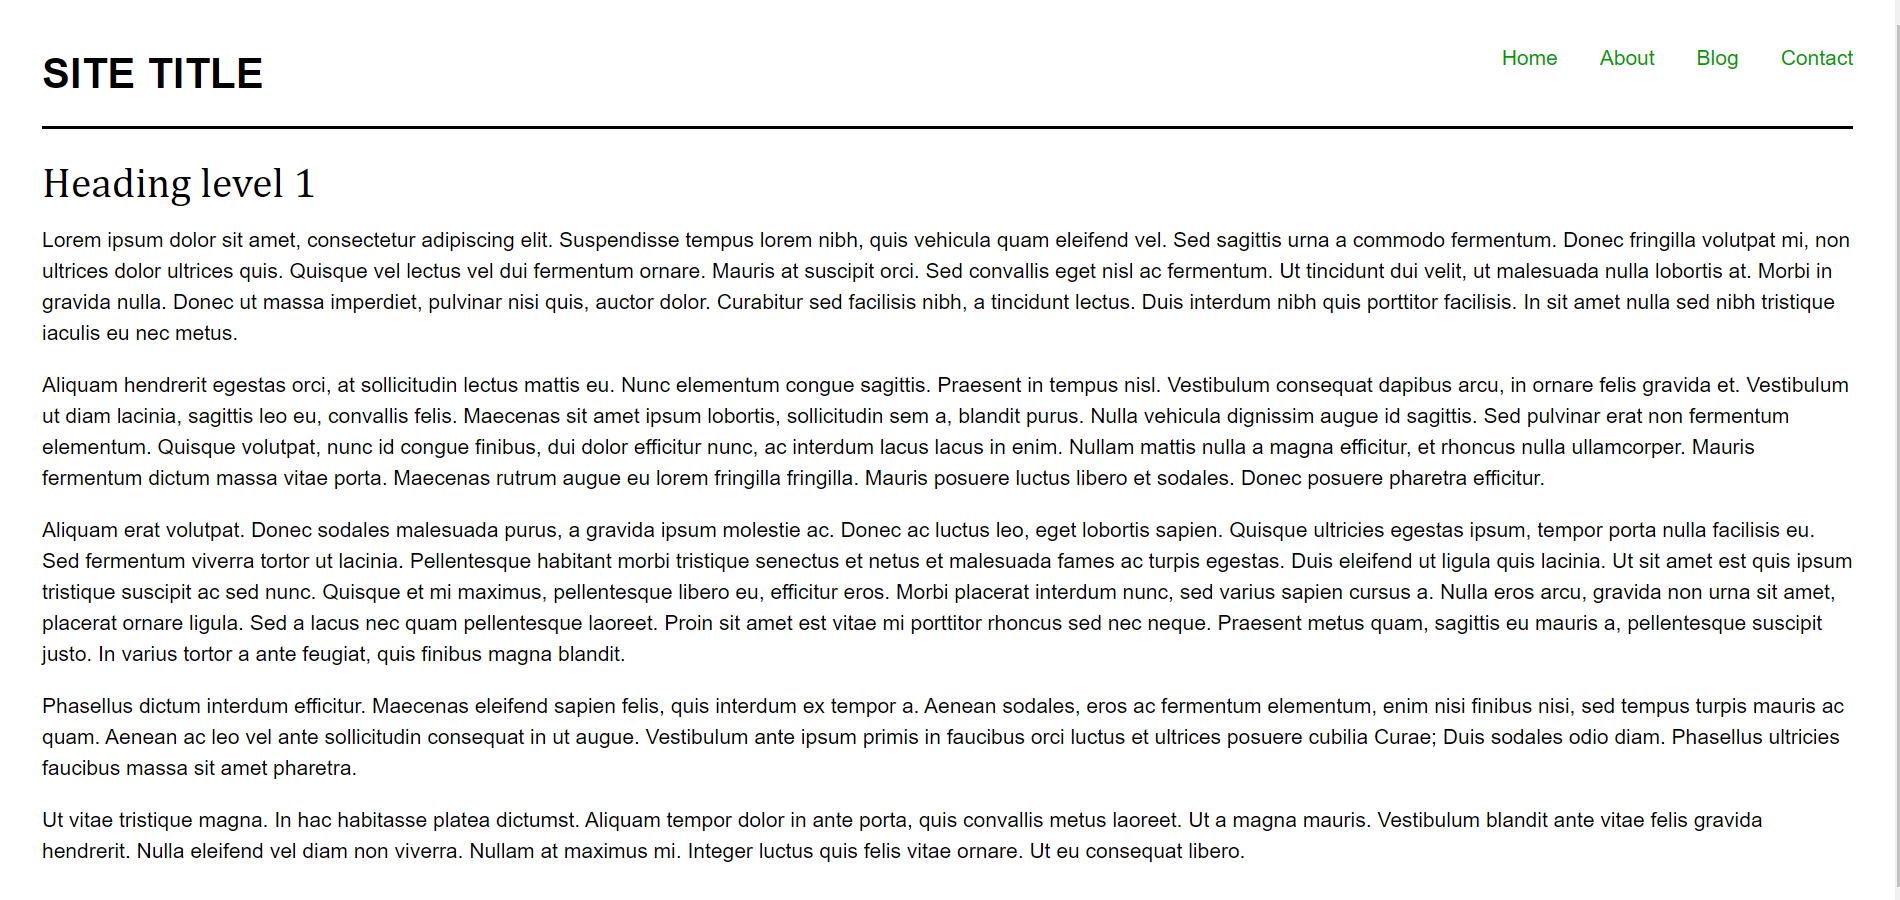 SITE TITLE
Home About Blog Contact
Heading level 1
Lorem ipsum dolor sit amet, consectetur adipiscing elit. Suspendisse tempus lorem nibh, quis vehicula quam eleifend vel. Sed sagittis urna a commodo fermentum. Donec fringilla volutpat mi, non
ultrices dolor ultrices quis. Quisque vel lectus vel dui fermentum ornare. Mauris at suscipit orci. Sed convallis eget nisl ac fermentum. Ut tincidunt dui velit, ut malesuada nulla lobortis at. Morbi in
gravida nulla. Donec ut massa imperdiet, pulvinar nisi quis, auctor dolor. Curabitur sed facilisis nibh, a tincidunt lectus. Duis interdum nibh quis porttitor facilisis. In sit amet nulla sed nibh tristique
iaculis eu nec metus.
Aliquam hendrerit egestas orci, at sollicitudin lectus mattis eu. Nunc elementum congue sagittis. Praesent in tempus nisl. Vestibulum consequat dapibus arcu, in ornare felis gravida et. Vestibulum
ut diam lacinia, sagittis leo eu, convallis felis. Maecenas sit amet ipsum lobortis, sollicitudin sem a, blandit purus. Nulla vehicula dignissim augue id sagittis. Sed pulvinar erat non fermentum
elementum. Quisque volutpat, nunc id congue finibus, dui dolor efficitur nunc, ac interdum lacus lacus in enim. Nullam mattis nulla a magna efficitur, et rhoncus nulla ullamcorper. Mauris
fermentum dictum massa vitae porta. Maecenas rutrum augue eu lorem fringilla fringilla. Mauris posuere luctus libero et sodales. Donec posuere pharetra efficitur.
Aliquam erat volutpat. Donec sodales malesuada purus, a gravida ipsum molestie ac. Donec ac luctus leo, eget lobortis sapien. Quisque ultricies egestas ipsum, tempor porta nulla facilisis eu.
Sed fermentum viverra tortor ut lacinia. Pellentesque habitant morbi tristique senectus et netus et malesuada fames ac turpis egestas. Duis eleifend ut ligula quis lacinia. Ut sit amet est quis ipsum
tristique suscipit ac sed nunc. Quisque et mi maximus, pellentesque libero eu, efficitur eros. Morbi placerat interdum nunc, sed varius sapien cursus a. Nulla eros arcu, gravida non urna sit amet,
placerat ornare ligula. Sed a lacus nec quam pellentesque laoreet. Proin sit amet est vitae mi porttitor rhoncus sed nec neque. Praesent metus quam, sagittis eu mauris a, pellentesque suscipit
justo. In varius tortor a ante feugiat, quis finibus magna blandit.
Phasellus dictum interdum efficitur. Maecenas eleifend sapien felis, quis interdum ex tempor a. Aenean sodales, eros ac fermentum elementum, enim nisi finibus nisi, sed tempus turpis mauris ac
quam. Aenean ac leo vel ante sollicitudin consequat in ut augue. Vestibulum ante ipsum primis in faucibus orci luctus et ultrices posuere cubilia Curae; Duis sodales odio diam. Phasellus ultricies
faucibus massa sit amet pharetra.
Ut vitae tristique magna. In hac habitasse platea dictumst. Aliquam tempor dolor in ante porta, quis convallis metus laoreet. Ut a magna mauris. Vestibulum blandit ante vitae felis gravida
hendrerit. Nulla eleifend vel diam non viverra. Nullam at maximus mi. Integer luctus quis felis vitae ornare. Ut eu consequat libero.